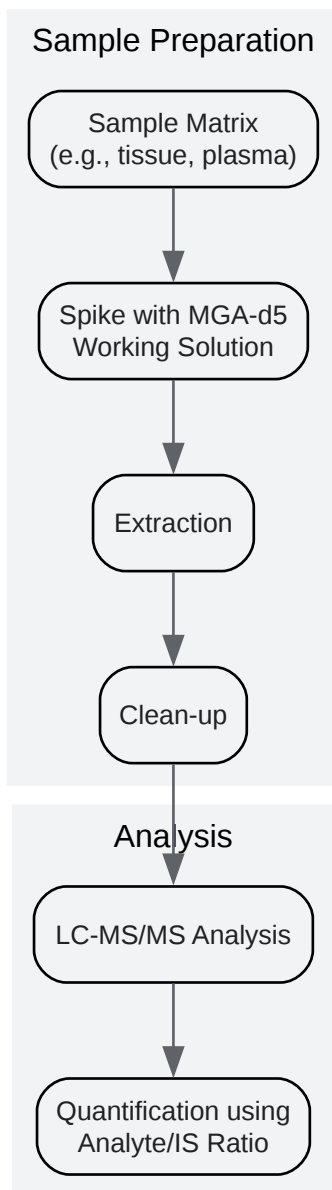 Sample Preparation
Sample Matrix
(e.g., tissue, plasma)
Spike with MGA-d5
Working Solution
Extraction
Clean-up
Analysis
LC-MS/MS Analysis
Quantification using
Analyte/IS Ratio